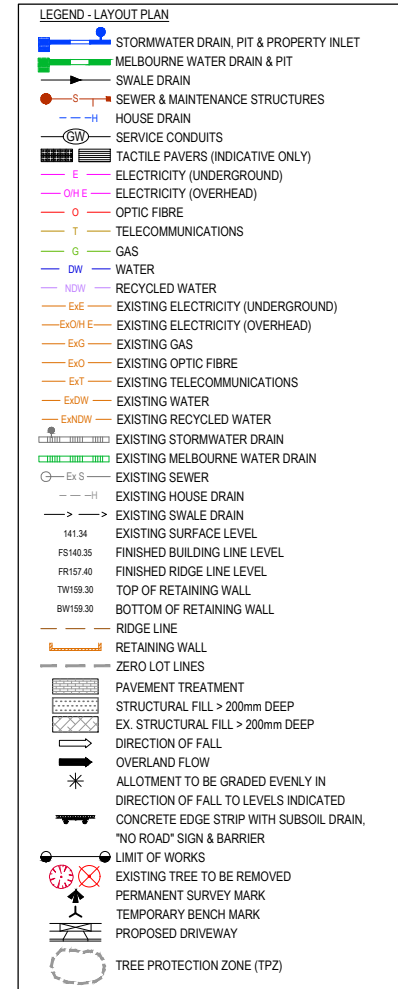 LEGEND - LAYOUT PLAN
STORMWATER DRAIN, PIT & PROPERTY INLET
MELBOURNE WATER DRAIN & PIT
SWALE DRAIN
S SEWER & MAINTENANCE STRUCTURES
H HOUSE DRAIN
GW SERVICE CONDUITS
TACTILE PAVERS (INDICATIVE ONLY)
E ELECTRICITY (UNDERGROUND)
O/H E ELECTRICITY (OVERHEAD)
O OPTIC FIBRE
T TELECOMMUNICATIONS
G GAS
DW WATER
NDW RECYCLED WATER
ExE EXISTING ELECTRICITY (UNDERGROUND)
ExO/H E EXISTING ELECTRICITY (OVERHEAD)
ExG EXISTING GAS
ExO EXISTING OPTIC FIBRE
ExT EXISTING TELECOMMUNICATIONS
ExDW EXISTING WATER
ExNDW EXISTING RECYCLED WATER
EXISTING STORMWATER DRAIN
EXISTING MELBOURNE WATER DRAIN
Ex S EXISTING SEWER
H EXISTING HOUSE DRAIN
EXISTING SWALE DRAIN
141.34 EXISTING SURFACE LEVEL
FS140.35 FINISHED BUILDING LINE LEVEL
FR157.40 FINISHED RIDGE LINE LEVEL
TW159.30 TOP OF RETAINING WALL
BW159.30 BOTTOM OF RETAINING WALL
RIDGE LINE
RETAINING WALL
ZERO LOT LINES
PAVEMENT TREATMENT
STRUCTURAL FILL > 200mm DEEP
EX. STRUCTURAL FILL > 200mm DEEP
DIRECTION OF FALL
OVERLAND FLOW
ALLOTMENT TO BE GRADED EVENLY IN
DIRECTION OF FALL TO LEVELS INDICATED
CONCRETE EDGE STRIP WITH SUBSOIL DRAIN,
"NO ROAD" SIGN & BARRIER
LIMIT OF WORKS
EXISTING TREE TO BE REMOVED
PERMANENT SURVEY MARK
TEMPORARY BENCH MARK
PROPOSED DRIVEWAY
TREE PROTECTION ZONE (TPZ)